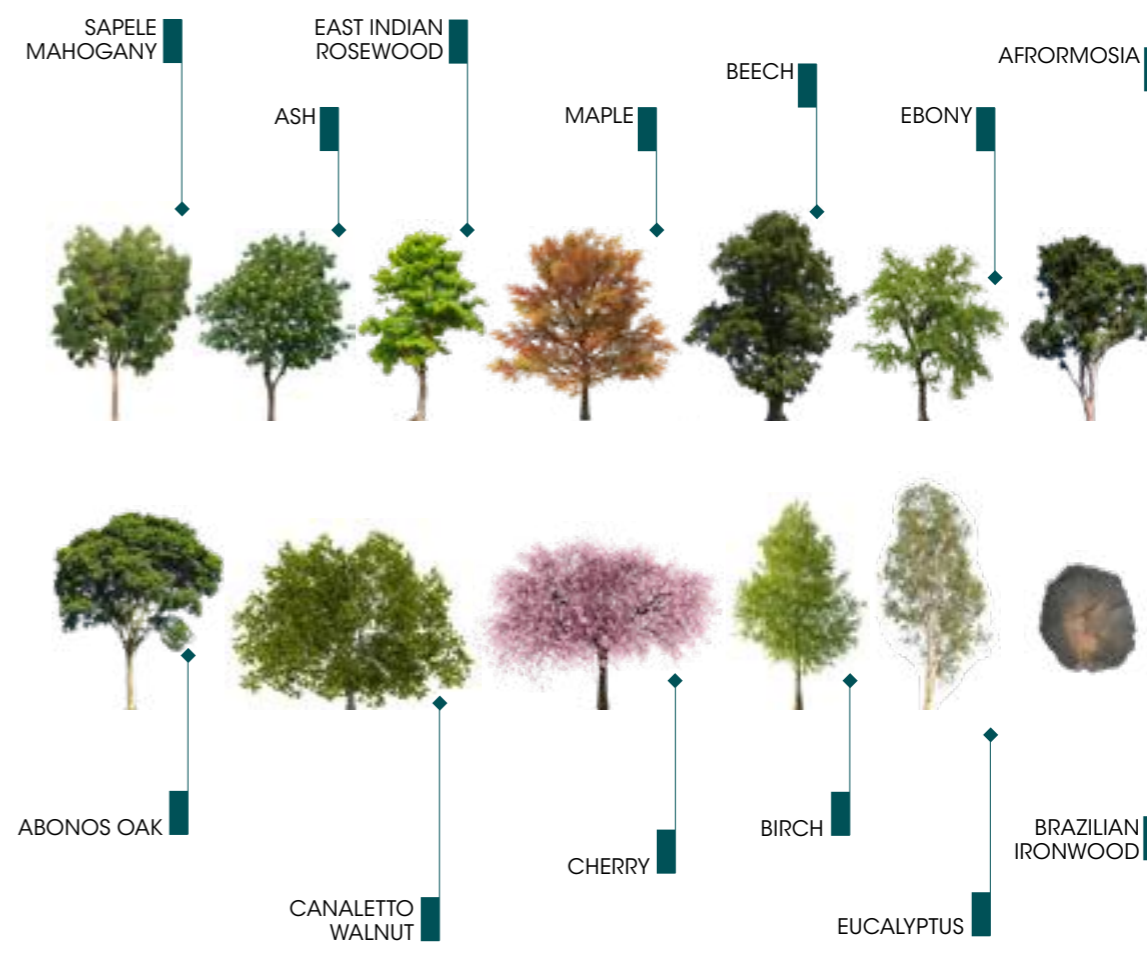 SAPELE
MAHOGANY
ASH
EAST INDIAN
ROSEWOOD
MAPLE
BEECH
EBONY
AFRORMOSIA
ABONOS OAK
CANALETTO
WALNUT
CHERRY
BIRCH
EUCALYPTUS
BRAZILIAN
IRONWOOD